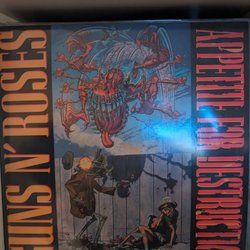 GUNS N' ROSES
APPETITE FOR DESTRUCTION